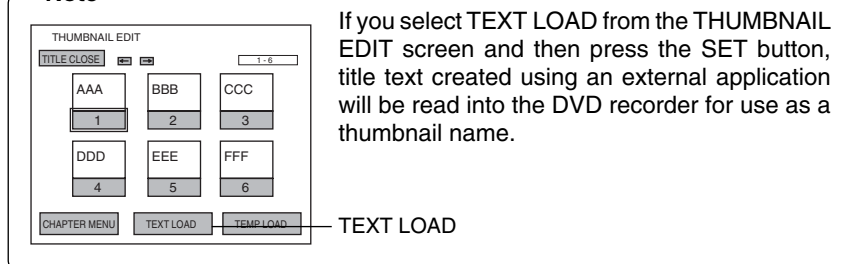 Note
THUMBNAIL EDIT
TITLE CLOSE
1 - 6
AAA BBB CCC
1 2 3
DDD EEE FFF
4 5 6
CHAPTER MENU TEXT LOAD TEMP LOAD
If you select TEXT LOAD from the THUMBNAIL
EDIT screen and then press the SET button,
title text created using an external application
will be read into the DVD recorder for use as a
thumbnail name.
TEXT LOAD